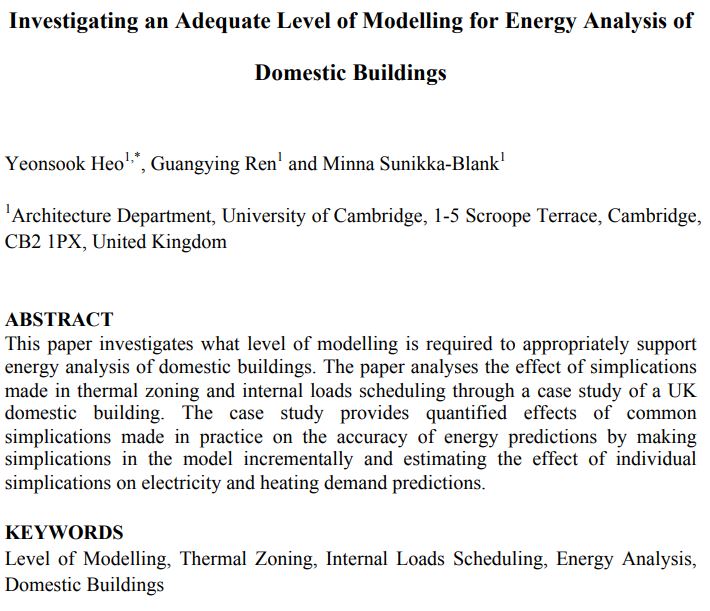 Investigating an Adequate Level of Modelling for Energy Analysis of
Domestic Buildings
Yeonsook Heo1,*, Guangying Ren1 and Minna Sunikka-Blank1
1Architecture Department, University of Cambridge, 1-5 Scroope Terrace, Cambridge,
CB2 1PX, United Kingdom
ABSTRACT
This paper investigates what level of modelling is required to appropriately support
energy analysis of domestic buildings. The paper analyses the effect of simplications
made in thermal zoning and internal loads scheduling through a case study of a UK
domestic building. The case study provides quantified effects of common
simplications made in practice on the accuracy of energy predictions by making
simplications in the model incrementally and estimating the effect of individual
simplications on electricity and heating demand predictions.
KEYWORDS
Level of Modelling, Thermal Zoning, Internal Loads Scheduling, Energy Analysis,
Domestic Buildings